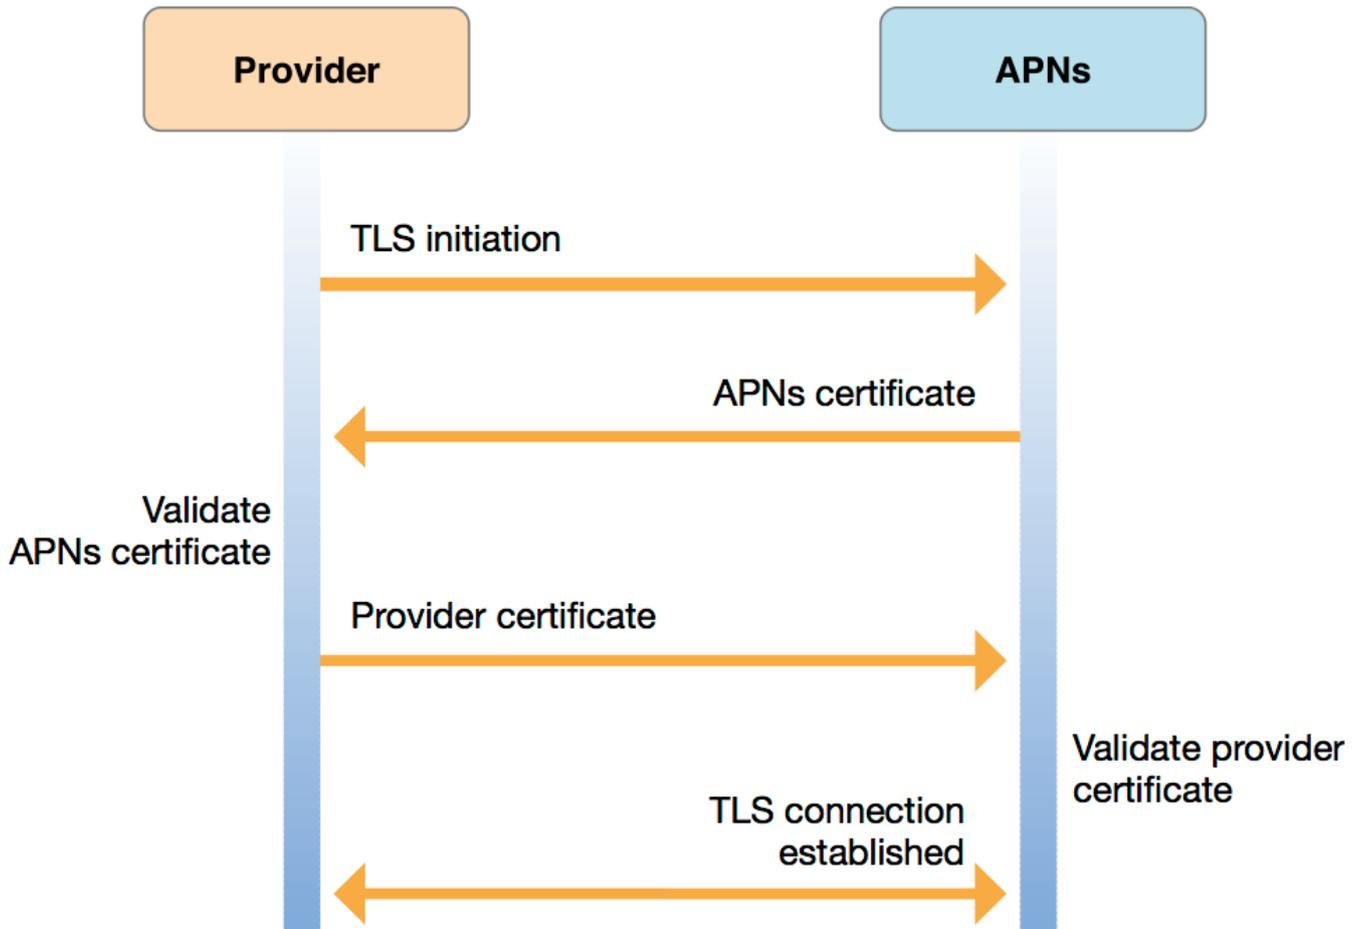 Provider
APNs
TLS initiation
APNs certificate
Validate
APNs certificate
Provider certificate
Validate provider
certificate
TLS connection
established